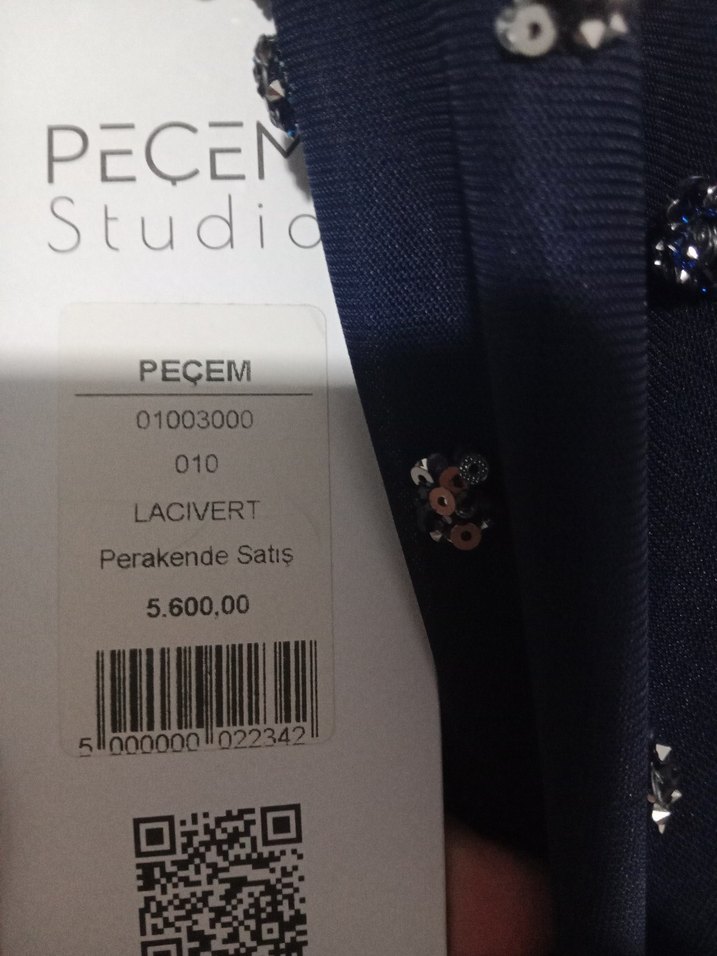 PEÇEM
Studio
PEÇEM
01003000
010
LACIVERT
Perakende Satış
5.600,00
5 000000 022342